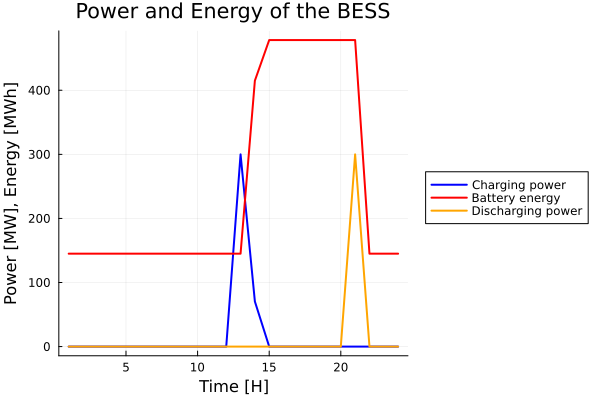 Power and Energy of the BESS
Power [MW], Energy [MWh]
400
300
200
100
0
5
10
15
20
Time [H]
Charging power
Battery energy
Discharging power